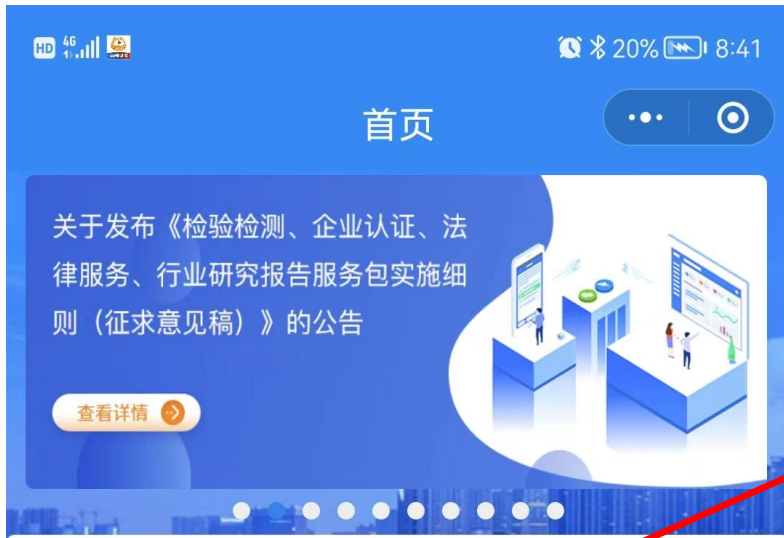 HD 4G 20% 8:41
首页
关于发布《检验检测、企业认证、法
律服务、行业研究报告服务包实施细
则（征求意见稿）》的公告
查看详情